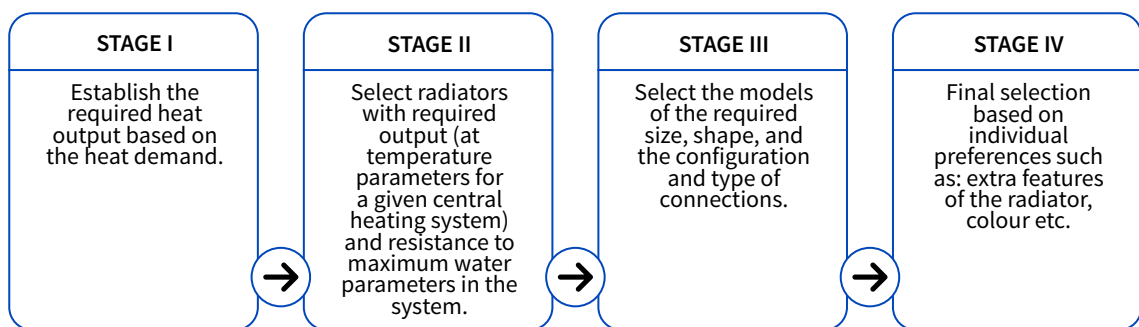 STAGE I
Establish the
required heat
output based on
the heat demand.
STAGE II
Select radiators
with required
output (at
temperature
parameters for
a given central
heating system)
and resistance to
maximum water
parameters in the
system.
STAGE III
Select the models
of the required
size, shape, and
the configuration
and type of
connections.
STAGE IV
Final selection
based on
individual
preferences such
as: extra features
of the radiator,
colour etc.